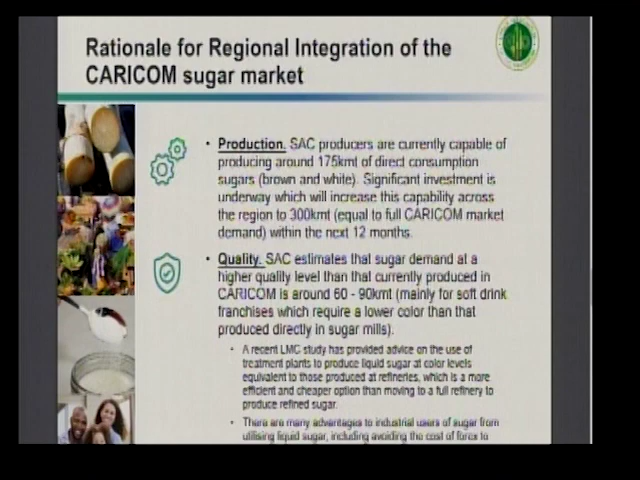 Rationale for Regional Integration of the
CARICOM sugar market
• Production. SAC producers are currently capable of
producing around 175kmt of direct consumption
sugars (brown and white). Significant investment is
underway which will increase this capability across
the region to 300kmt (equal to full CARICOM market
demand) within the next 12 months.
• Quality. SAC estimates that sugar demand at a
higher quality level than that currently produced in
CARICOM is around 60 - 90kmt (mainly for soft drink
franchises which require a lower color than that
produced directly in sugar mills).
• A recent LMC study has provided advice on the use of
treatment plants to produce liquid sugar at color levels
equivalent to those produced at refineries, which is a more
efficient and cheaper option than moving to a full refinery to
produce refined sugar.
• There are many advantages to industrial users of sugar from
utilising liquid sugar, including avoiding the cost of to